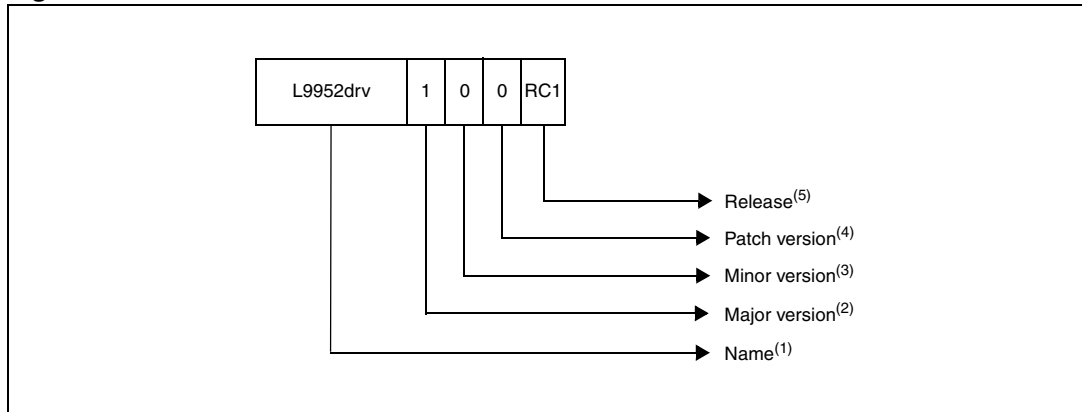 L9952drv 1 0 0 RC1
Release(5)
Patch version(4)
Minor version(3)
Major version(2)
Name(1)